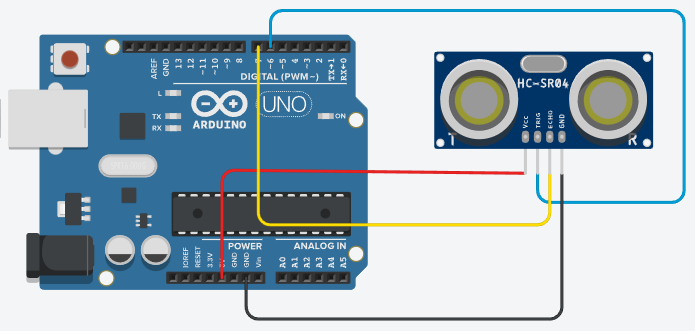 AREF
GND
13
12
~11
~10
~9
8
7
~6
~5
4
~3
2
TX→1
RX←0
DIGITAL (PWM~)
L
TX
RX
ARDUINO
UNO
ON
HC-SR04
Vcc
TRIG
ECHO
GND
T
R
IOREF
RESET
3.3V
GND
GND
Vin
POWER
ANALOG IN
A0
A1
A2
A3
A4
A5